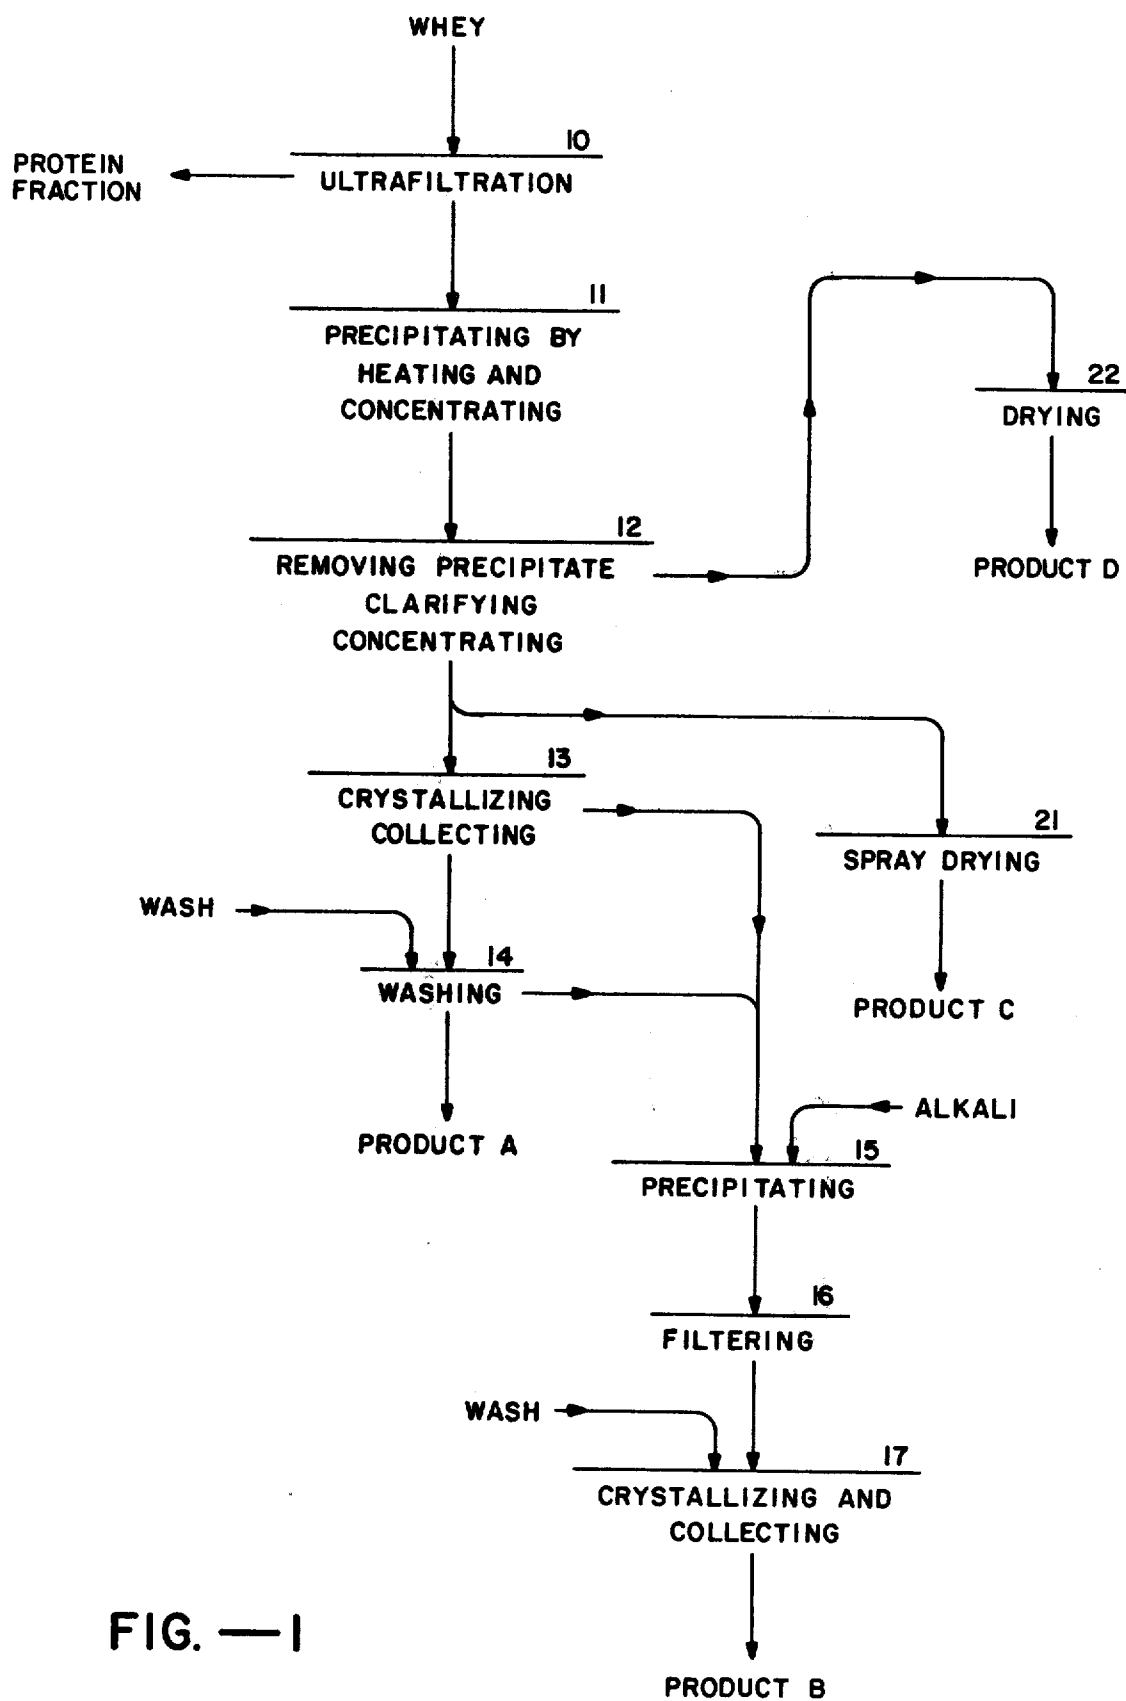 WHEY
10
PROTEIN
FRACTION
ULTRAFILTRATION
11
PRECIPITATING BY
HEATING AND
CONCENTRATING
22
DRYING
PRODUCT D
12
REMOVING PRECIPITATE
CLARIFYING
CONCENTRATING
13
CRYSTALLIZING
COLLECTING
21
SPRAY DRYING
PRODUCT C
WASH
14
WASHING
PRODUCT A
ALKALI
15
PRECIPITATING
16
FILTERING
WASH
17
CRYSTALLIZING AND
COLLECTING
PRODUCT B
FIG. — 1